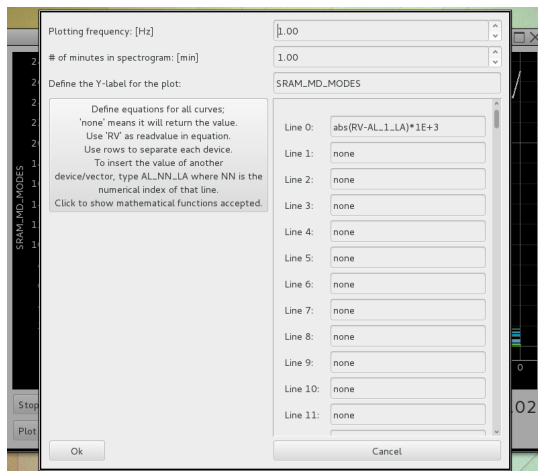 Plotting frequency: [Hz]
1.00
# of minutes in spectrogram: [min]
1.00
Define the Y-label for the plot:
SRAM_MD_MODES
Define equations for all curves;
'none' means it will return the value.
Use 'RV' as readvalue in equation.
Use rows to separate each device.
To insert the value of another
device/vector, type AL_NN_LA where NN is the
numerical index of that line.
Click to show mathematical functions accepted.
Line 0: abs(RV-AL_1_LA)*1E+3
Line 1: none
Line 2: none
Line 3: none
Line 4: none
Line 5: none
Line 6: none
Line 7: none
Line 8: none
Line 9: none
Line 10: none
Line 11: none
Ok
Cancel
SRAM_MD_MODES
0
Stop
02
Plot